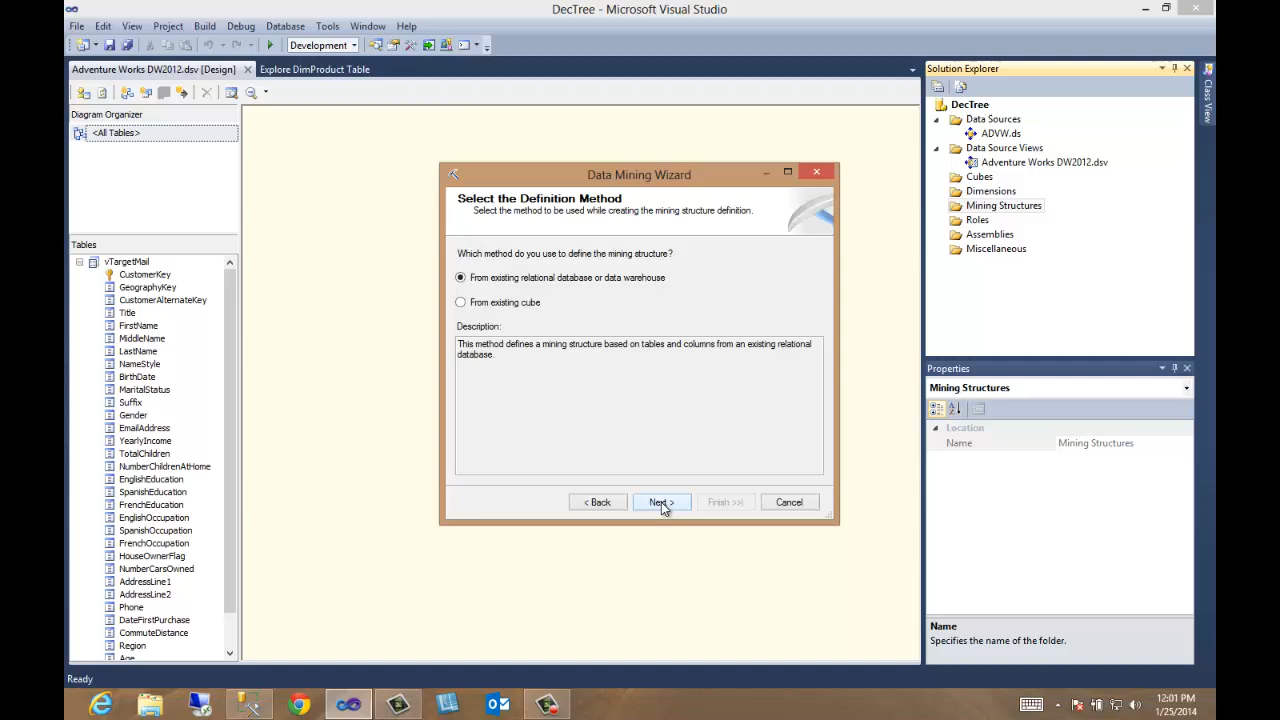 DecTree - Microsoft Visual Studio
File Edit View Project Build Debug Database Tools Window Help
Development
Adventure Works DW2012.dsv [Design]
Explore DimProduct Table
Diagram Organizer
<All Tables>
Tables
vTargetMail
CustomerKey
GeographyKey
CustomerAlternateKey
Title
FirstName
MiddleName
LastName
NameStyle
BirthDate
MaritalStatus
Suffix
Gender
EmailAddress
YearlyIncome
TotalChildren
NumberChildrenAtHome
EnglishEducation
SpanishEducation
FrenchEducation
EnglishOccupation
SpanishOccupation
FrenchOccupation
HouseOwnerFlag
NumberCarsOwned
AddressLine1
AddressLine2
Phone
DateFirstPurchase
CommuteDistance
Region
Age
Data Mining Wizard
Select the Definition Method
Select the method to be used while creating the mining structure definition.
Which method do you use to define the mining structure?
From existing relational database or data warehouse
From existing cube
Description:
This method defines a mining structure based on tables and columns from an existing relational
database.
< Back
Next >
Finish >>|
Cancel
Solution Explorer
DecTree
Data Sources
ADVW.ds
Data Source Views
Adventure Works DW2012.dsv
Cubes
Dimensions
Mining Structures
Roles
Assemblies
Miscellaneous
Class View
Properties
Mining Structures
Location
Name Mining Structures
Name
Specifies the name of the folder.
Ready
12:01 PM
1/25/2014